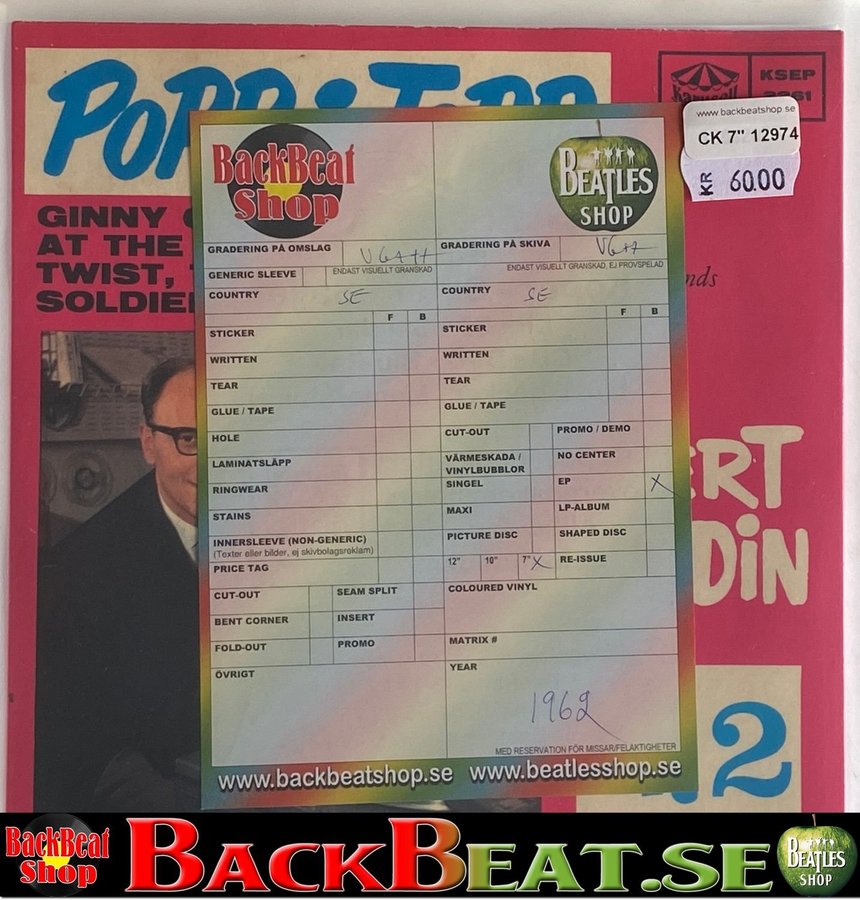 KSEP
Karusell
www.backbeatshop.se
CK 7" 12974
KR 60.00
GINNY
AT THE
TWIST,
nds
ERT
DiN
2
BackBeat
Shop
BEATLES
SHOP
GRADERING PÅ OMSLAG VG++
GRADERING PÅ SKIVA VG++
GENERIC SLEEVE ENDAST VISUELLT GRANSKAD
ENDAST VISUELLT GRANSKAD, EJ PROVSPELAD
COUNTRY SE
COUNTRY SE
F B
F B
STICKER
STICKER
WRITTEN
WRITTEN
TEAR
TEAR
GLUE / TAPE
GLUE / TAPE
HOLE
CUT-OUT PROMO / DEMO
LAMINATSLÄPP
VÄRMESKADA /
VINYLBUBBLOR NO CENTER
RINGWEAR
SINGEL EP X
STAINS
MAXI LP-ALBUM
INNERSLEEVE (NON-GENERIC)
(Texter eller bilder, ej skivbolagsreklam)
PICTURE DISC SHAPED DISC
PRICE TAG
12" 10" 7" X RE-ISSUE
CUT-OUT SEAM SPLIT
COLOURED VINYL
BENT CORNER INSERT
FOLD-OUT PROMO
MATRIX #
ÖVRIGT
YEAR
1962
MED RESERVATION FÖR MISSAR/FELAKTIGHETER
www.backbeatshop.se www.beatlesshop.se
BackBeat
Shop
BACKBEAT.SE
BEATLES
SHOP